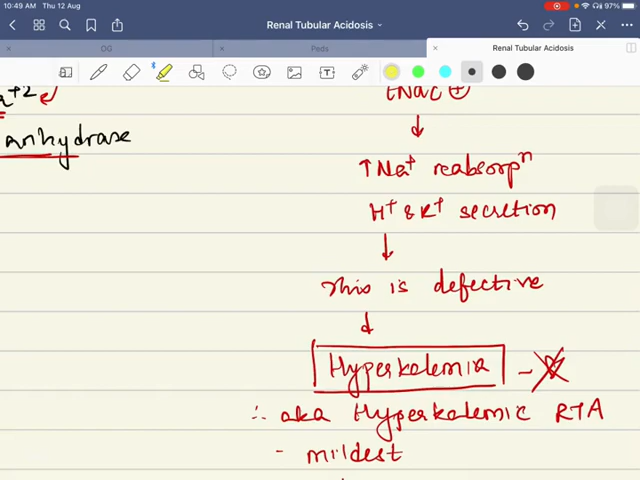 10:49 AM Thu 12 Aug
97%
Renal Tubular Acidosis
OG
Peds
Renal Tubular Acidosis
ENaC ⊕
anhydrase
↑Na⁺ reabsorpⁿ
H⁺ & K⁺ secretion
This is defective
Hyperkalemia
∴ aka Hyperkalemic RTA
- mildest